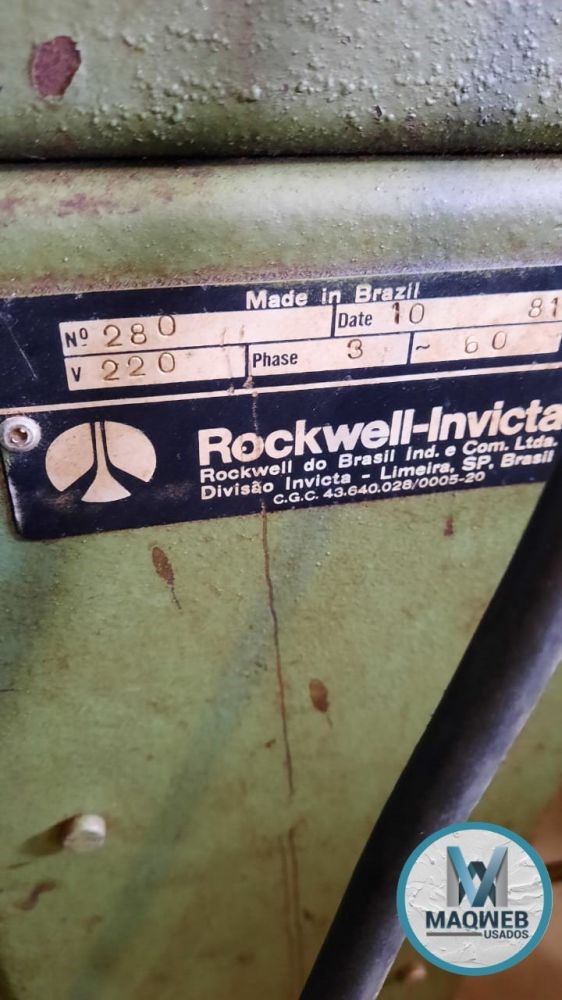 Made in Brazil
Nº 280 Date 10 81
V 220 Phase 3 ~ 60
Rockwell-Invicta
Rockwell do Brasil Ind. e Com. Ltda.
Divisão Invicta - Limeira, SP, Brasil
C.G.C. 43.640.028/0005-20
MAQWEB
USADOS